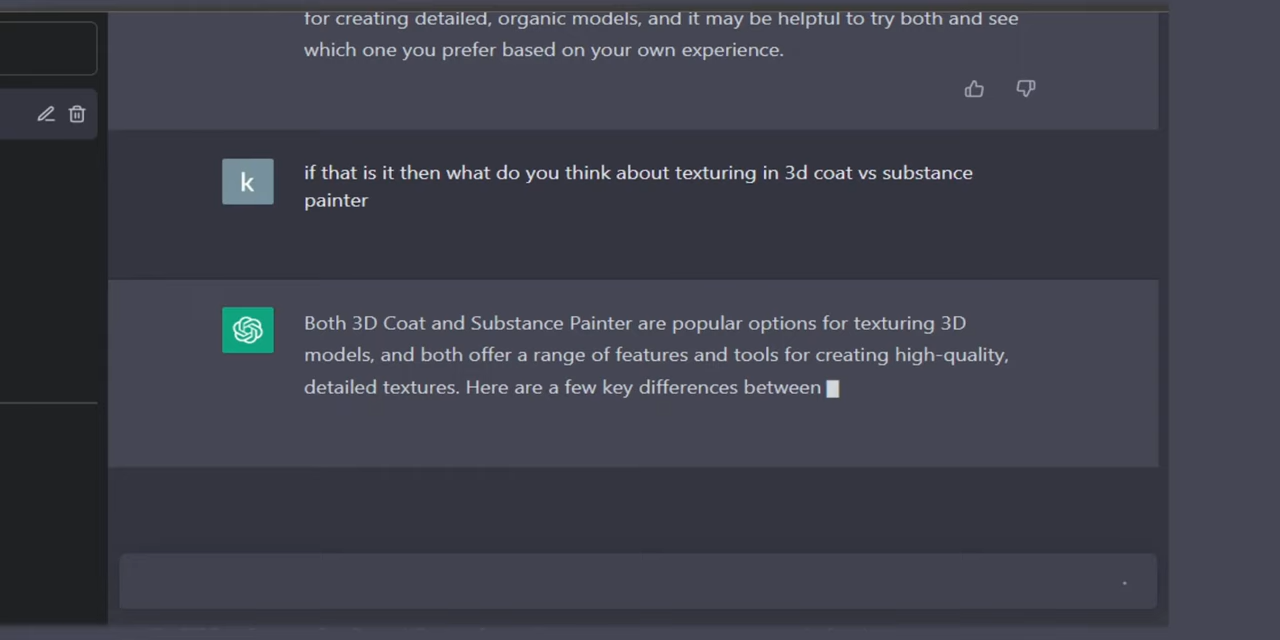 for creating detailed, organic models, and it may be helpful to try both and see
which one you prefer based on your own experience.
k
if that is it then what do you think about texturing in 3d coat vs substance
painter
Both 3D Coat and Substance Painter are popular options for texturing 3D
models, and both offer a range of features and tools for creating high-quality,
detailed textures. Here are a few key differences between